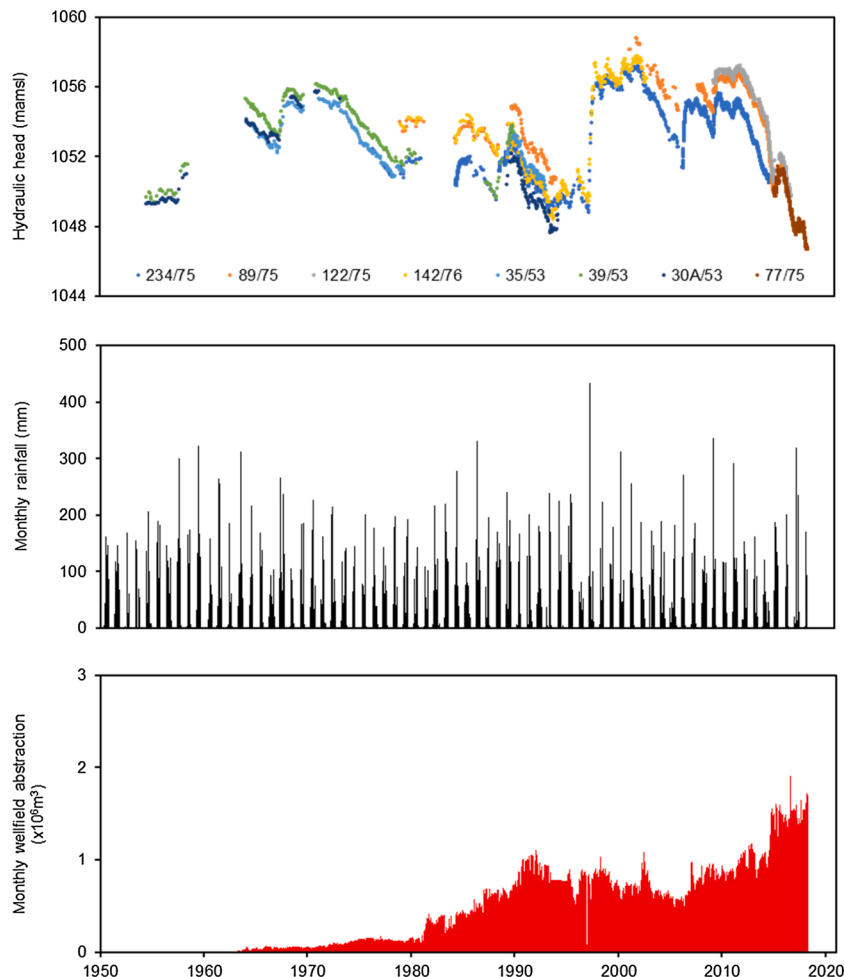 Hydraulic head (mamsl)
1060
1056
1052
1048
1044
234/75 89/75 122/75 142/76 35/53 39/53 30A/53 77/75
Monthly rainfall (mm)
500
400
300
200
100
0
Monthly wellfield abstraction
(x10⁶m³)
3
2
1
0
1950 1960 1970 1980 1990 2000 2010 2020